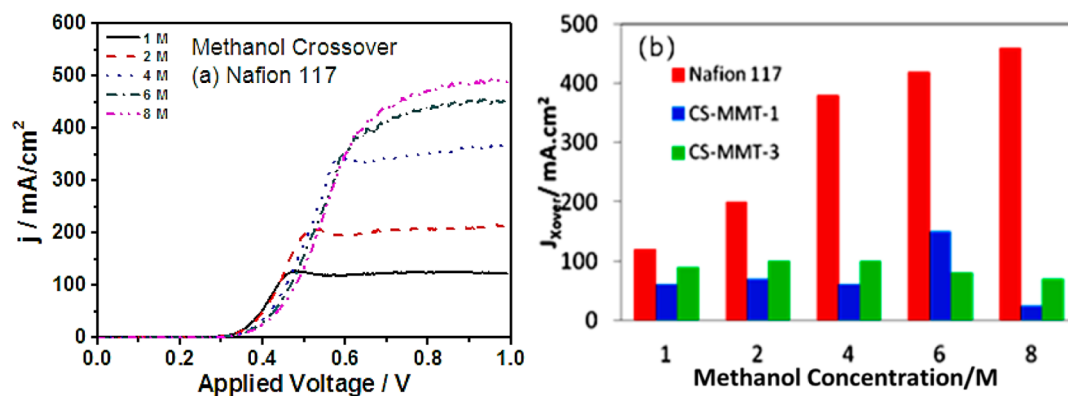 600
500
400
300
200
100
0
j / mA/cm²
1 M
2 M
4 M
6 M
8 M
Methanol Crossover
(a) Nafion 117
0.0 0.2 0.4 0.6 0.8 1.0
Applied Voltage / V
(b)
500
400
300
200
100
0
J Xover/ mA.cm²
Nafion 117
CS-MMT-1
CS-MMT-3
1 2 4 6 8
Methanol Concentration/M